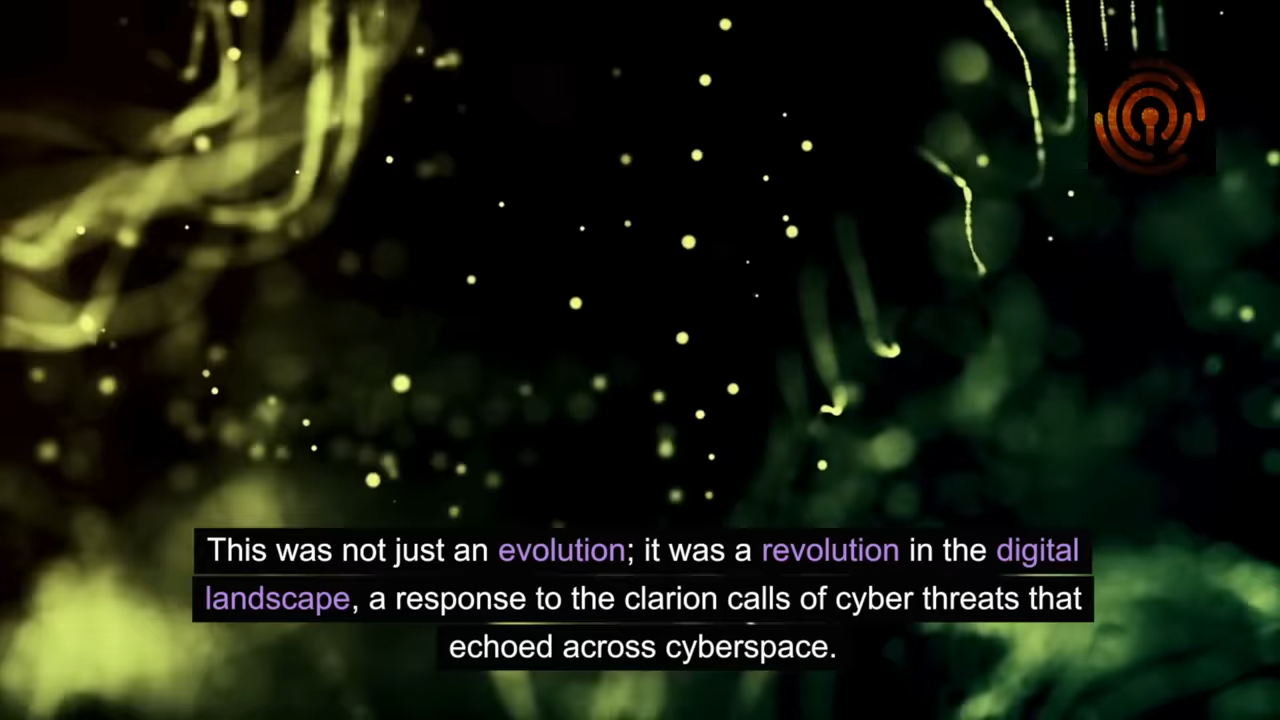 This was not just an evolution; it was a revolution in the digital
landscape, a response to the clarion calls of cyber threats that
echoed across cyberspace.